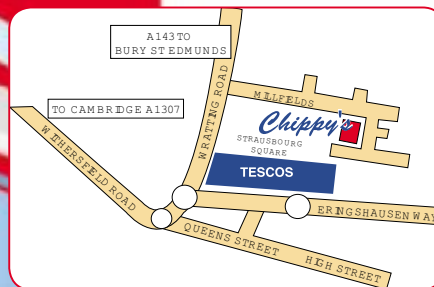 A143 TO
BURY ST EDMUNDS
TO CAMBRIDGE A1307
WRATTING ROAD
MILLFIELDS
Chippy's
STRAUSBOURG
SQUARE
TESCOS
WITHERSFIELD ROAD
ERINGSHAUSEN WAY
QUEENS STREET
HIGH STREET